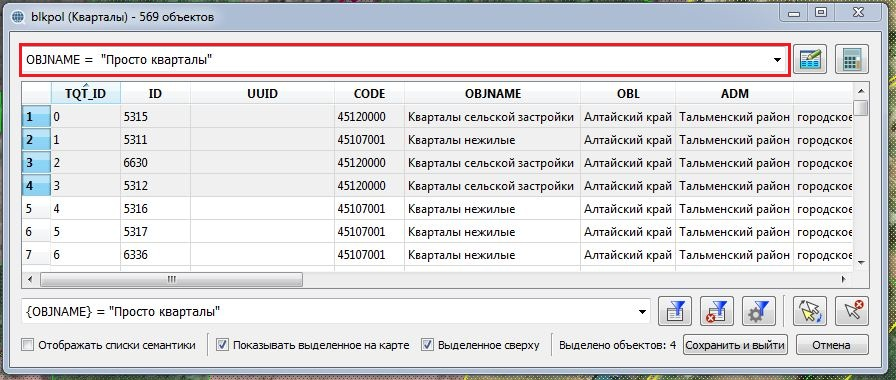 blkpol (Кварталы) - 569 объектов
OBJNAME = "Просто кварталы"
TQT_ID ID UUID CODE OBJNAME OBL ADM
1 0 5315 45120000 Кварталы сельской застройки Алтайский край Тальменский район городское
2 1 5311 45107001 Кварталы нежилые Алтайский край Тальменский район городское
3 2 6630 45120000 Кварталы сельской застройки Алтайский край Тальменский район городское
4 3 5312 45120000 Кварталы сельской застройки Алтайский край Тальменский район городское
5 4 5316 45107001 Кварталы нежилые Алтайский край Тальменский район городское
6 5 5317 45107001 Кварталы нежилые Алтайский край Тальменский район городское
7 6 6336 45107001 Кварталы нежилые Алтайский край Тальменский район городское
{OBJNAME} = "Просто кварталы"
Отображать списки семантики Показывать выделенное на карте Выделенное сверху Выделено объектов: 4 Сохранить и выйти Отмена